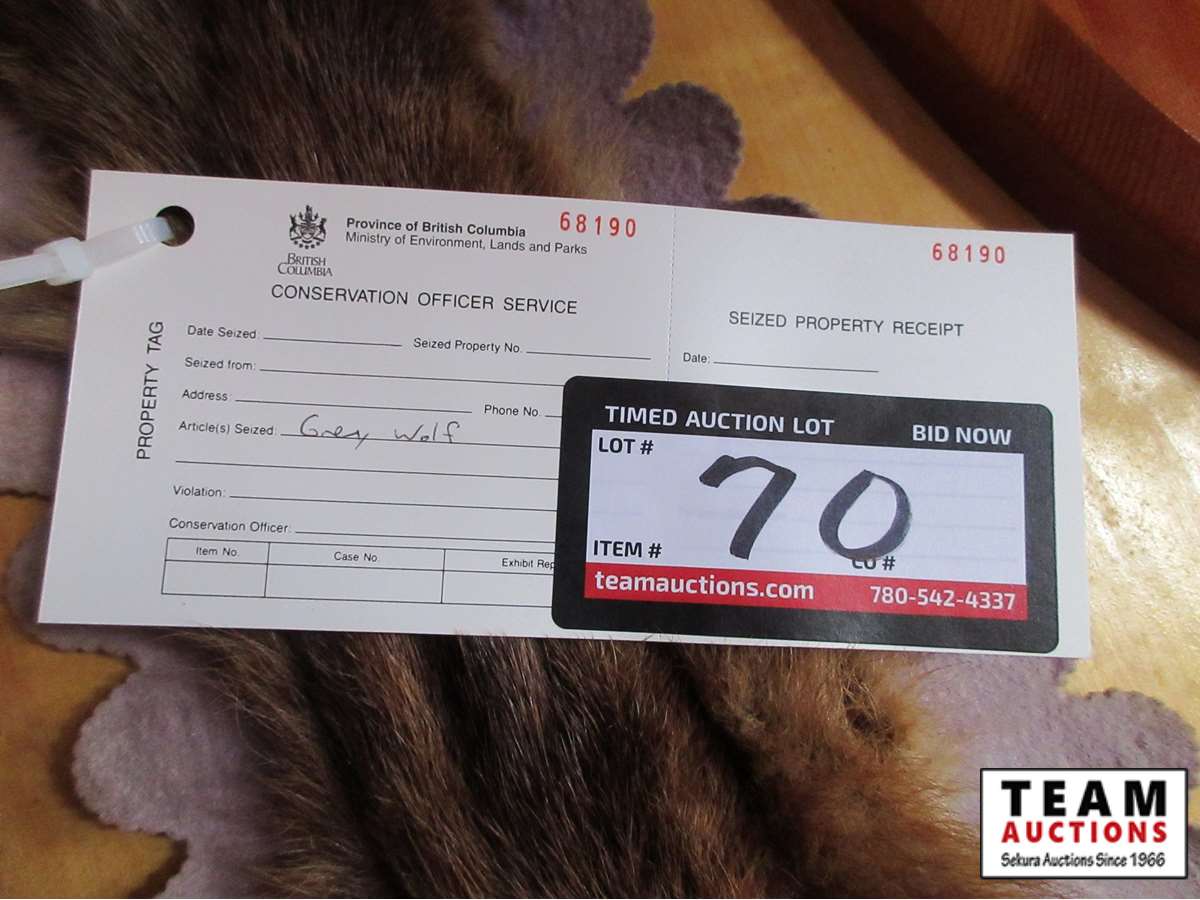 Province of British Columbia 68190
Ministry of Environment, Lands and Parks
BRITISH
COLUMBIA
CONSERVATION OFFICER SERVICE
PROPERTY TAG
Date Seized: Seized Property No.
Seized from:
Address Phone No.
Article(s) Seized: Grey Wolf
Violation:
Conservation Officer:
Item No. Case No. Exhibit
68190
SEIZED PROPERTY RECEIPT
Date:
TIMED AUCTION LOT BID NOW
LOT #
70
ITEM #
teamauctions.com 780-542-4337
TEAM
AUCTIONS
Sekura Auctions Since 1966